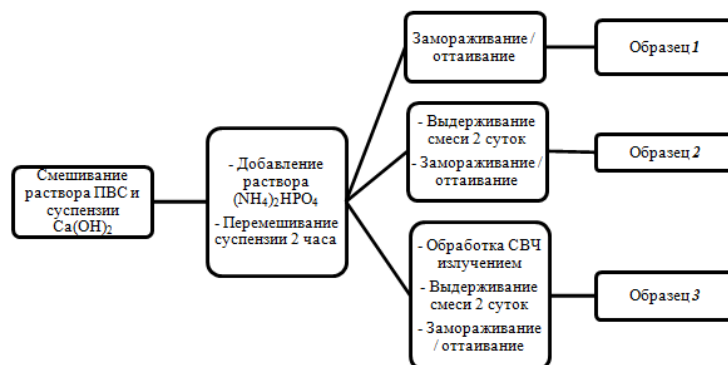 Смешивание
раствора ПВС и
суспензии
Ca(OH)2
- Добавление
раствора
(NH4)2HPO4
- Перемешивание
суспензии 2 часа
Замораживание /
оттаивание
Образец 1
- Выдерживание
смеси 2 суток
- Замораживание /
оттаивание
Образец 2
- Обработка СВЧ
излучением
- Выдерживание
смеси 2 суток
- Замораживание
/ оттаивание
Образец 3